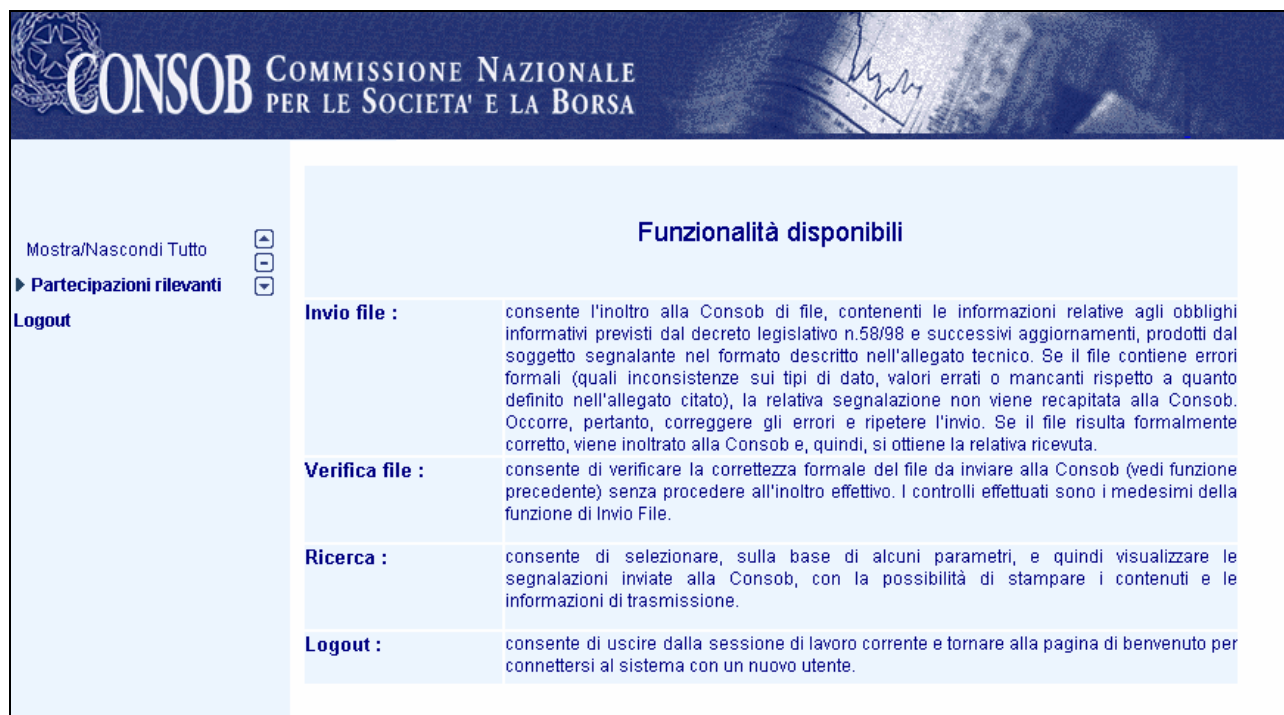 CONSOB COMMISSIONE NAZIONALE
PER LE SOCIETA' E LA BORSA
Mostra/Nascondi Tutto
Partecipazioni rilevanti
Logout
Funzionalità disponibili
Invio file :
consente l'inoltro alla Consob di file, contenenti le informazioni relative agli obblighi
informativi previsti dal decreto legislativo n.58/98 e successivi aggiornamenti, prodotti dal
soggetto segnalante nel formato descritto nell'allegato tecnico. Se il file contiene errori
formali (quali inconsistenze sui tipi di dato, valori errati o mancanti rispetto a quanto
definito nell'allegato citato), la relativa segnalazione non viene recapitata alla Consob.
Occorre, pertanto, correggere gli errori e ripetere l'invio. Se il file risulta formalmente
corretto, viene inoltrato alla Consob e, quindi, si ottiene la relativa ricevuta.
Verifica file :
consente di verificare la correttezza formale del file da inviare alla Consob (vedi funzione
precedente) senza procedere all'inoltro effettivo. I controlli effettuati sono i medesimi della
funzione di Invio File.
Ricerca :
consente di selezionare, sulla base di alcuni parametri, e quindi visualizzare le
segnalazioni inviate alla Consob, con la possibilità di stampare i contenuti e le
informazioni di trasmissione.
Logout :
consente di uscire dalla sessione di lavoro corrente e tornare alla pagina di benvenuto per
connettersi al sistema con un nuovo utente.